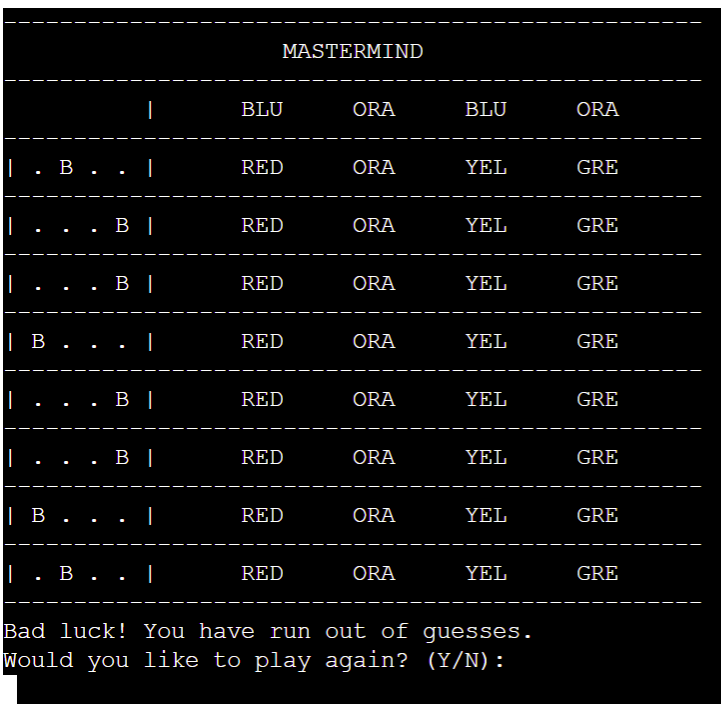 --------------------------------------------------
MASTERMIND
--------------------------------------------------
| BLU ORA BLU ORA
--------------------------------------------------
| . B . . | RED ORA YEL GRE
--------------------------------------------------
| . . . B | RED ORA YEL GRE
--------------------------------------------------
| . . . B | RED ORA YEL GRE
--------------------------------------------------
| B . . . | RED ORA YEL GRE
--------------------------------------------------
| . . . B | RED ORA YEL GRE
--------------------------------------------------
| . . . B | RED ORA YEL GRE
--------------------------------------------------
| B . . . | RED ORA YEL GRE
--------------------------------------------------
| . B . . | RED ORA YEL GRE
--------------------------------------------------
Bad luck! You have run out of guesses.
Would you like to play again? (Y/N):